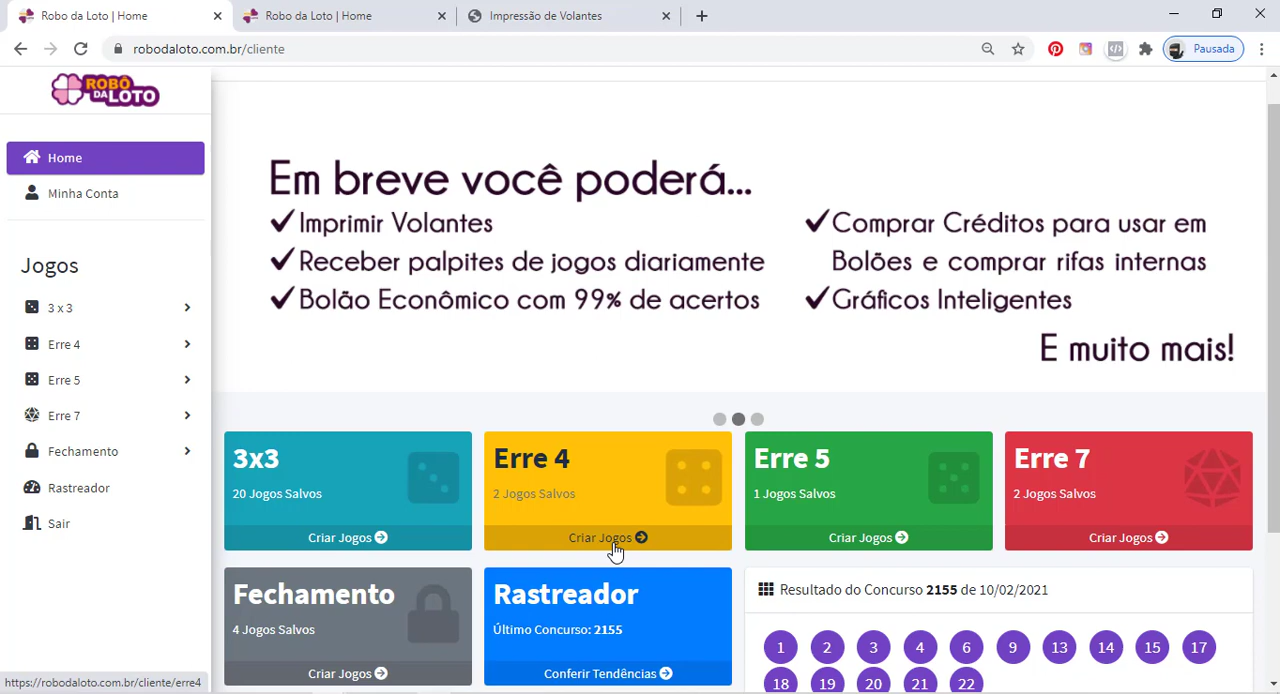 Robo da Loto | Home
Robo da Loto | Home
Impressão de Volantes
robodaloto.com.br/cliente
Pausada
ROBÔ
DA LOTO
Home
Minha Conta
Jogos
3 x 3
Erre 4
Erre 5
Erre 7
Fechamento
Rastreador
Sair
Em breve você poderá...
Imprimir Volantes
Receber palpites de jogos diariamente
Bolão Econômico com 99% de acertos
Comprar Créditos para usar em
Bolões e comprar rifas internas
Gráficos Inteligentes
E muito mais!
3x3
20 Jogos Salvos
Criar Jogos
Erre 4
2 Jogos Salvos
Criar Jogos
Erre 5
1 Jogos Salvos
Criar Jogos
Erre 7
2 Jogos Salvos
Criar Jogos
Fechamento
4 Jogos Salvos
Criar Jogos
Rastreador
Último Concurso: 2155
Conferir Tendências
Resultado do Concurso 2155 de 10/02/2021
1 2 3 4 6 9 13 14 15 17
18 19 20 21 22
https://robodaloto.com.br/cliente/erre4